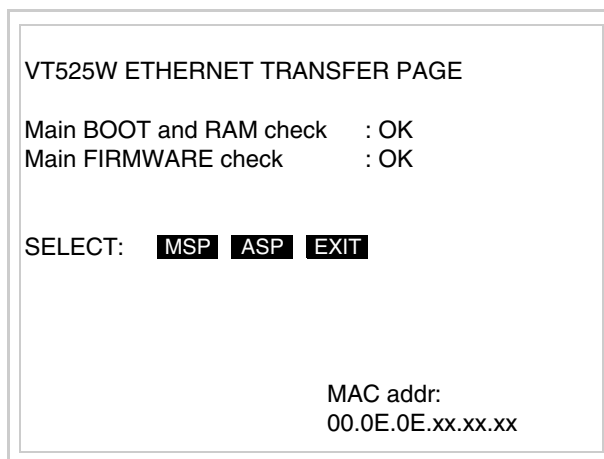 VT525W ETHERNET TRANSFER PAGE
Main BOOT and RAM check : OK
Main FIRMWARE check : OK
SELECT: MSP ASP EXIT
MAC addr:
00.0E.0E.xx.xx.xx